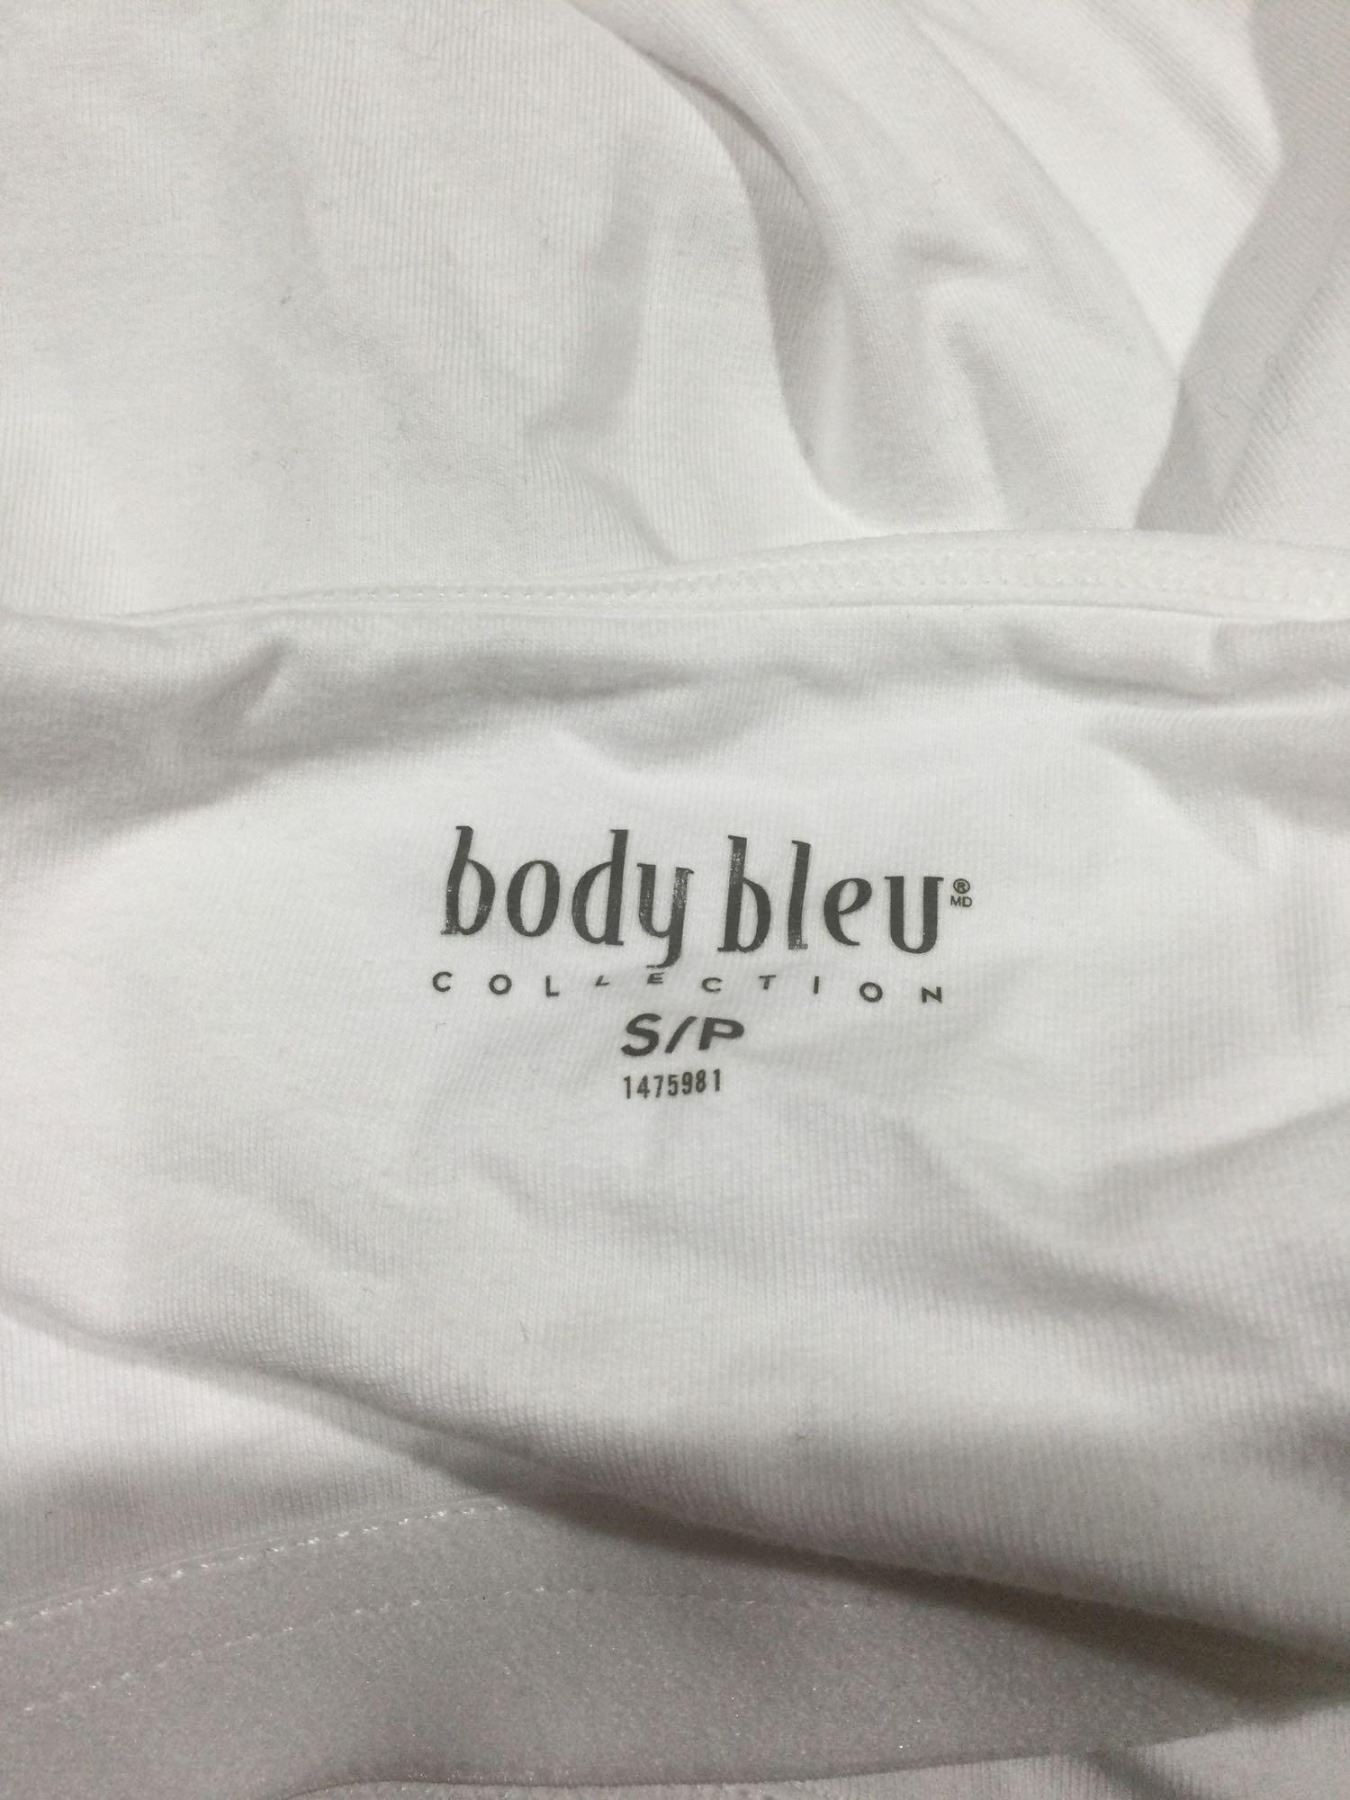 body bleu ® MD
COLLECTION
S/P
1475981